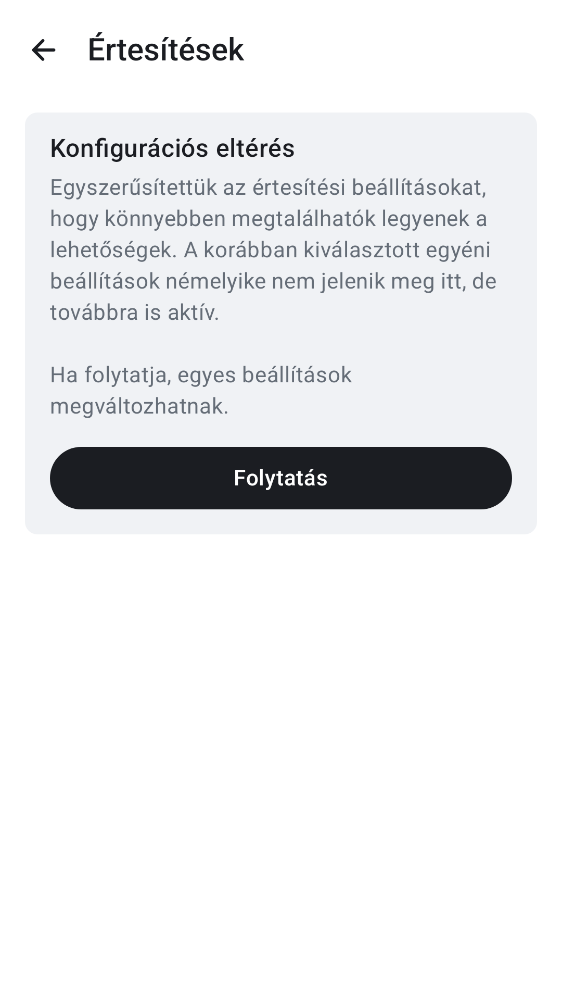 Értesítések
Konfigurációs eltérés
Egyszerűsítettük az értesítési beállításokat,
hogy könnyebben megtalálhatók legyenek a
lehetőségek. A korábban kiválasztott egyéni
beállítások némelyike nem jelenik meg itt, de
továbbra is aktív.
Ha folytatja, egyes beállítások
megváltozhatnak.
Folytatás